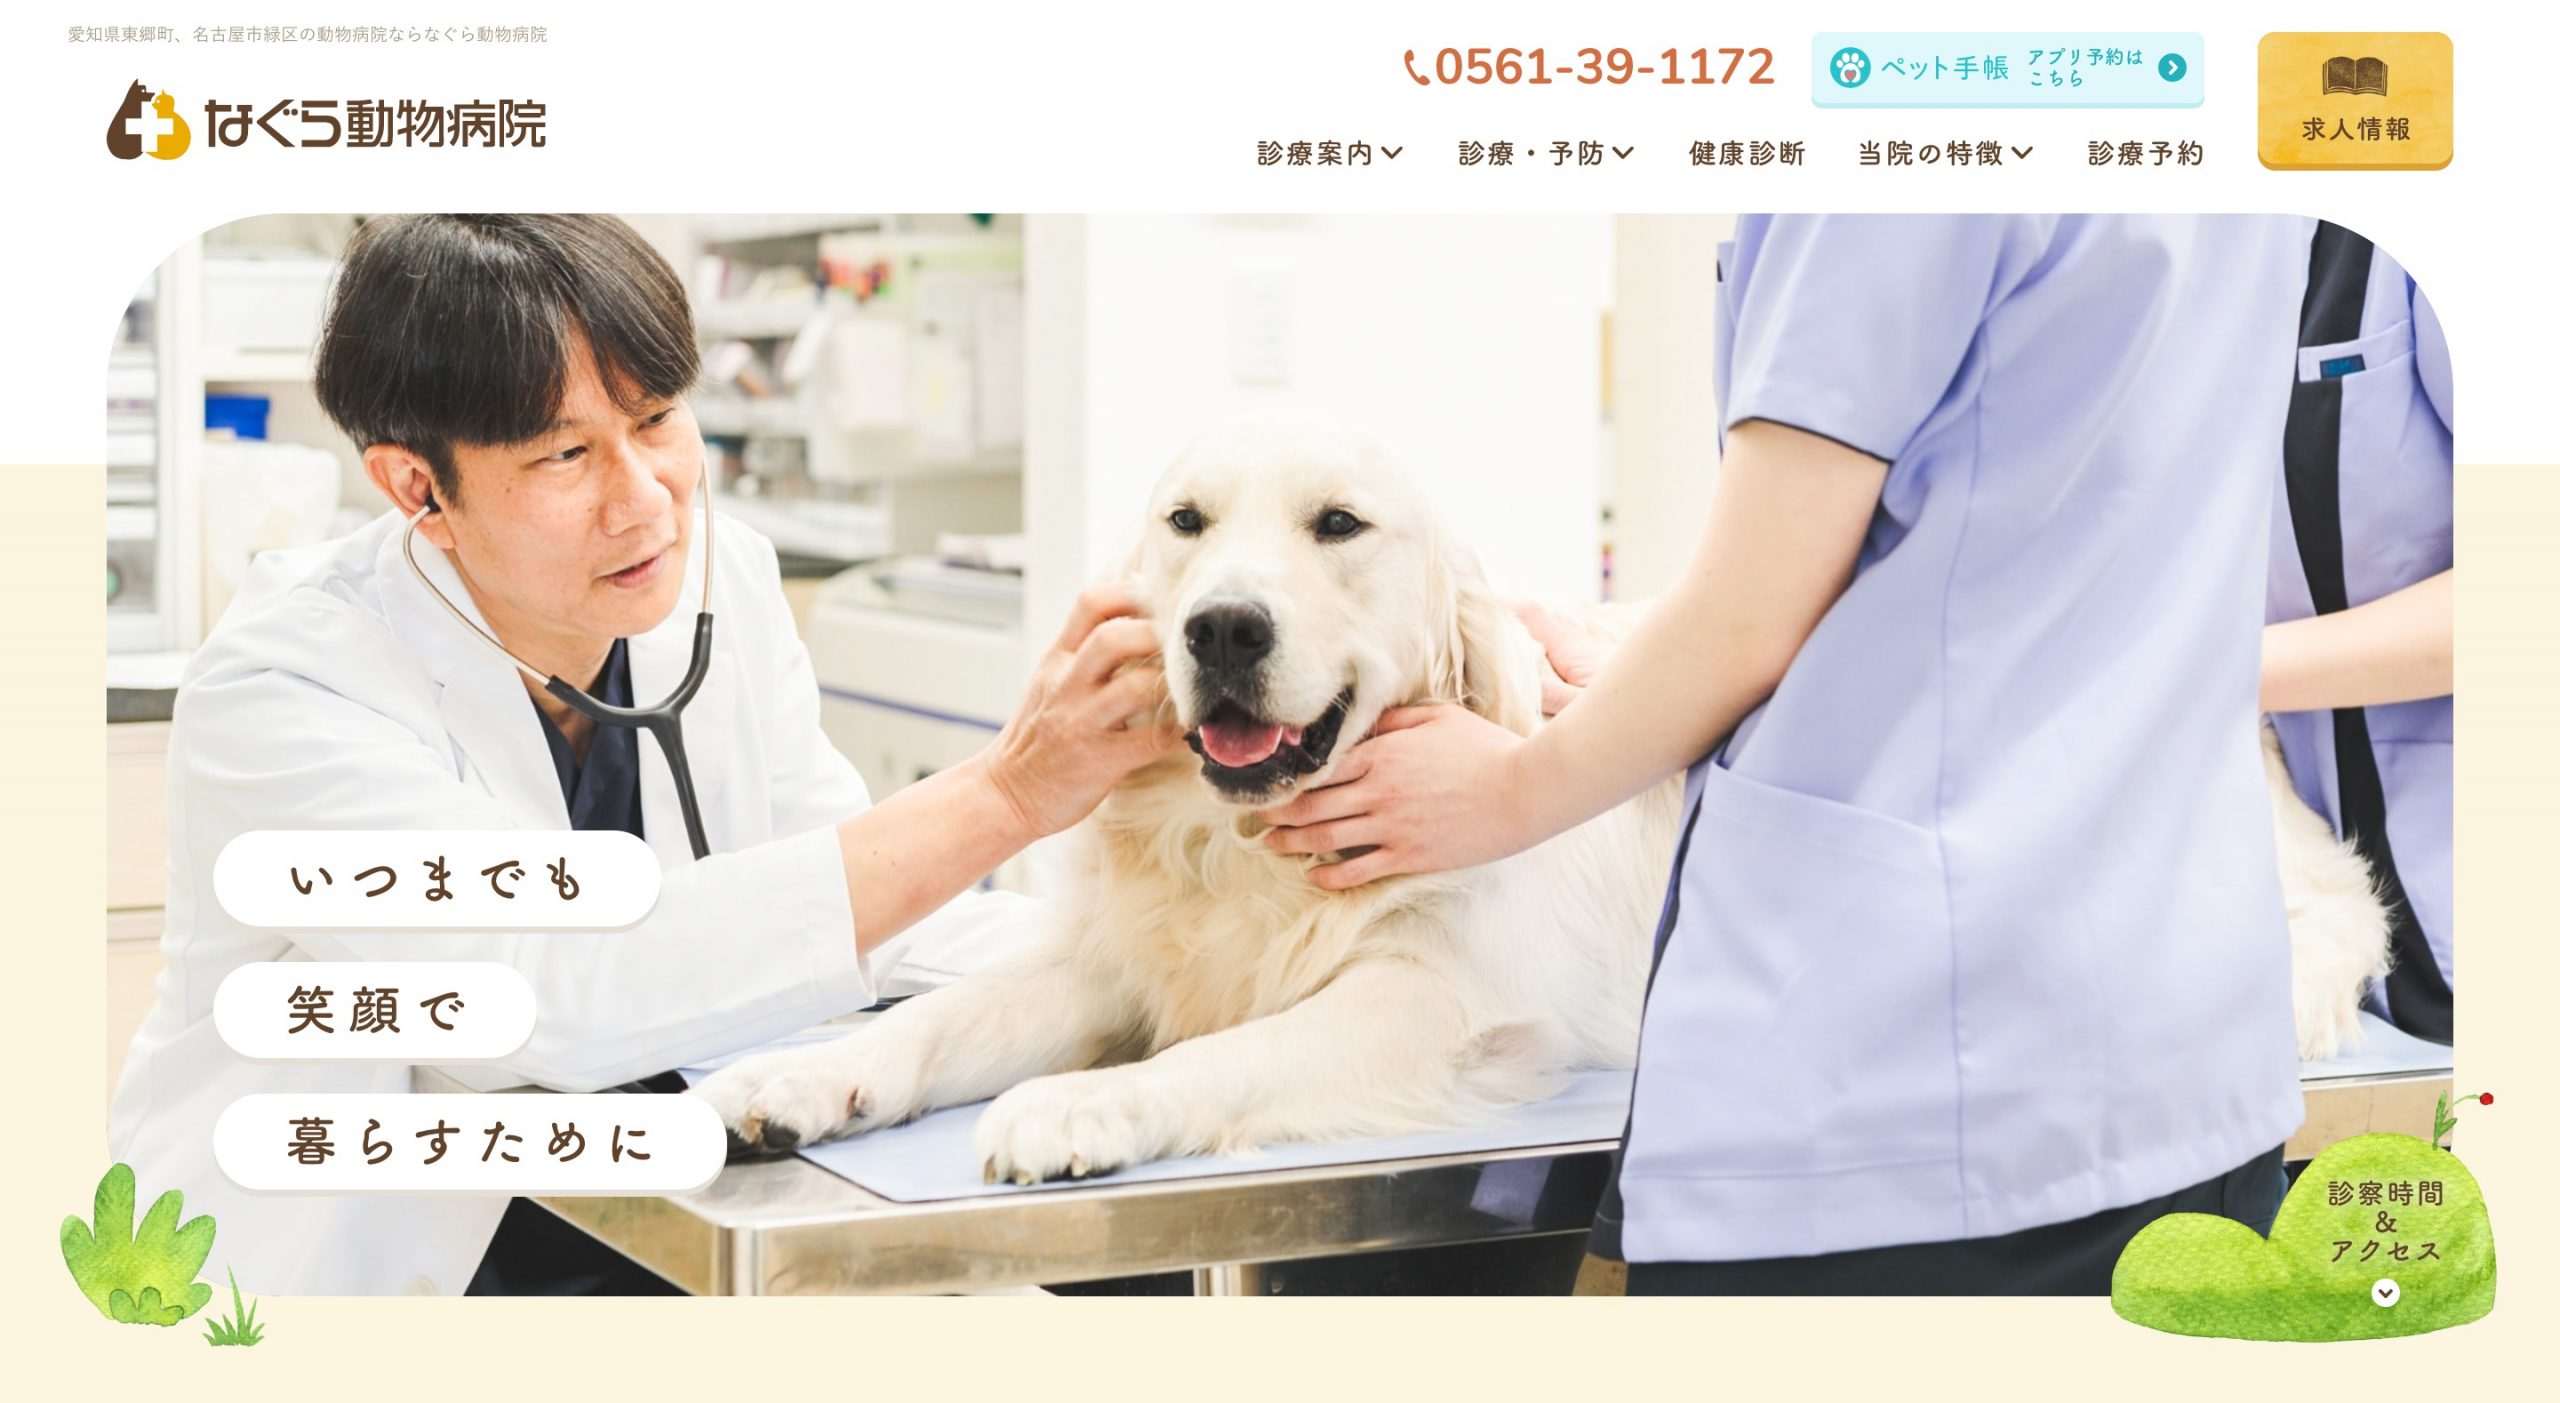 愛知県東郷町、名古屋市緑区の動物病院ならなぐら動物病院
なぐら動物病院
0561-39-1172
ペット手帳
アプリ予約は
こちら
求人情報
診療案内
診療・予防
健康診断
当院の特徴
診療予約
いつまでも
笑顔で
暮らすために
診察時間
&
アクセス